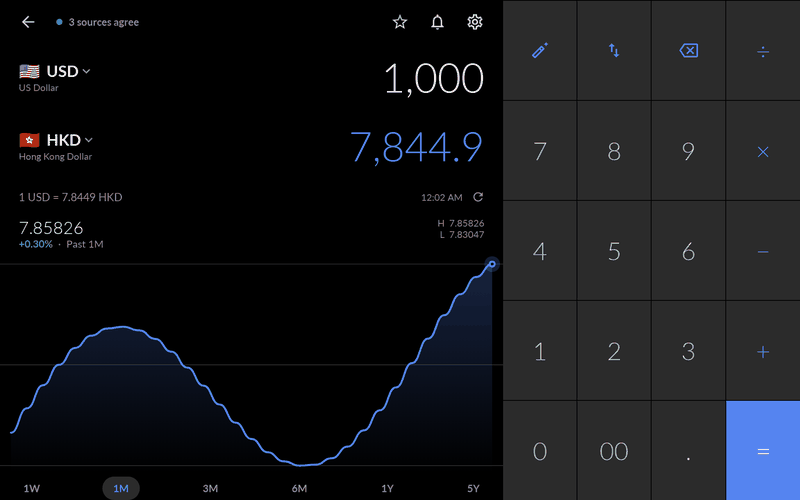 3 sources agree
USD
US Dollar
1,000
HKD
Hong Kong Dollar
7,844.9
1 USD = 7.8449 HKD
12:02 AM
7.85826
+0.30% · Past 1M
H 7.85826
L 7.83047
1W 1M 3M 6M 1Y 5Y
÷
7 8 9 ×
4 5 6 −
1 2 3 +
0 00 . =